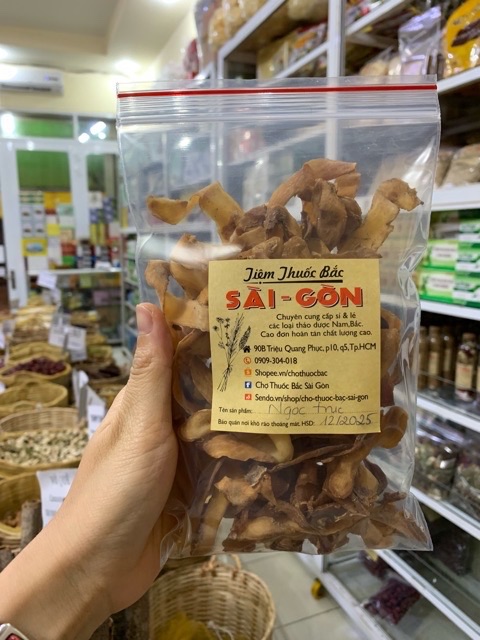 Tiệm Thuốc Bắc
SÀI - GÒN
Chuyên cung cấp sỉ & lẻ
các loại thảo dược Nam,Bắc.
Cao đơn hoàn tán chất lượng cao.
90B Triệu Quang Phục, p10, q5,Tp.HCM
0909-304-018
Shopee.vn/chothuocbac
Chợ Thuốc Bắc Sài Gòn
Sendo.vn/shop/cho-thuoc-bac-sai-gon
Tên sản phẩm: Ngọc trúc
Bảo quản nơi khô ráo thoáng mát. HSD: 12/2025